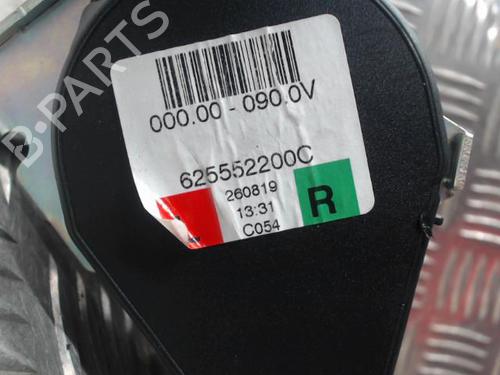 B-PARTS
000.00 - 090.0V
625552200C
260819
13:31
C054
R